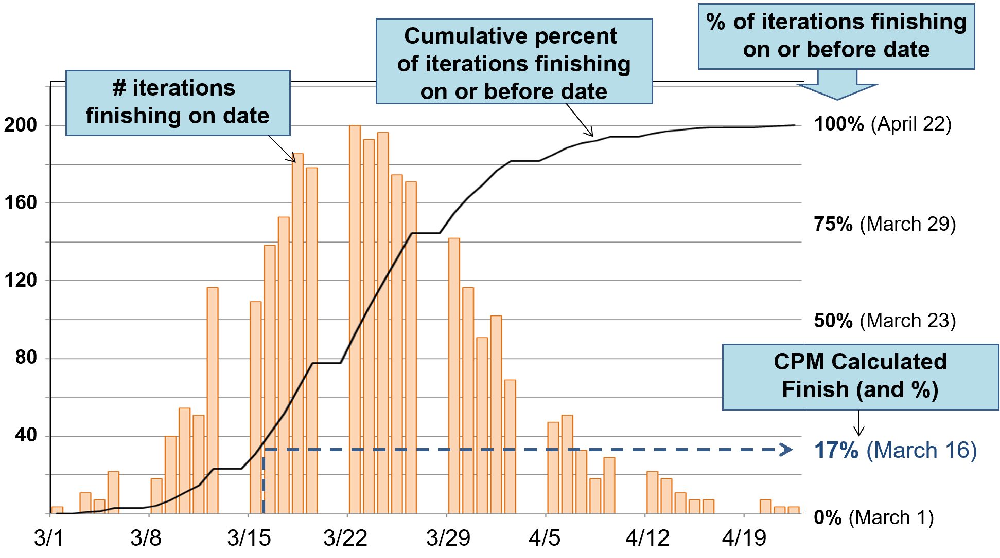 % of iterations finishing
on or before date
Cumulative percent
of iterations finishing
on or before date
# iterations
finishing on date
200
160
120
80
40
100% (April 22)
75% (March 29)
50% (March 23)
CPM Calculated
Finish (and %)
17% (March 16)
0% (March 1)
3/1 3/8 3/15 3/22 3/29 4/5 4/12 4/19